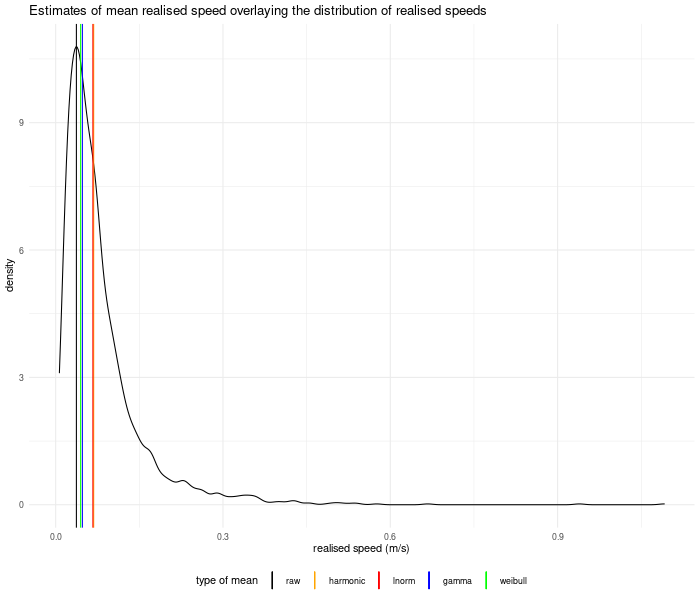 Estimates of mean realised speed overlaying the distribution of realised speeds
9
6
3
0
density
0.0 0.3 0.6 0.9
realised speed (m/s)
type of mean raw harmonic lnorm gamma weibull